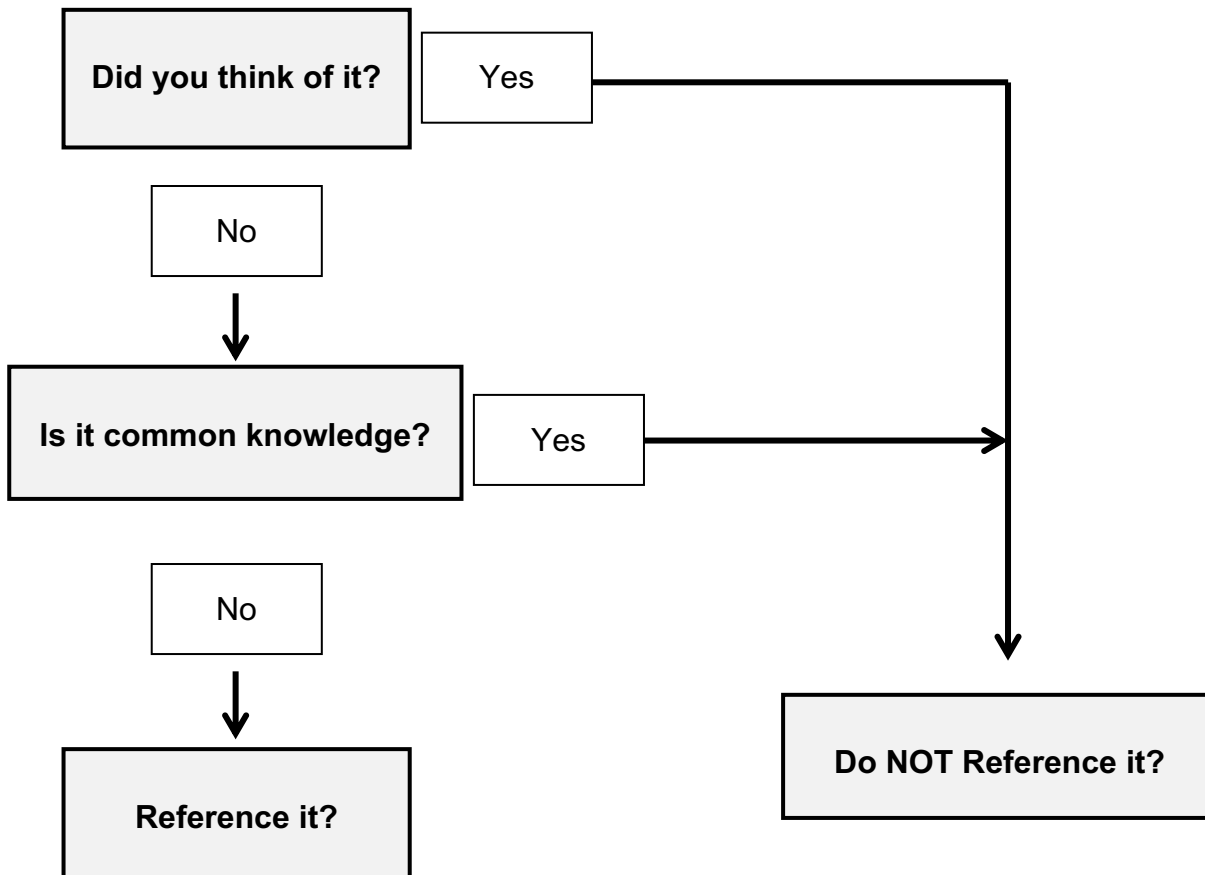 Did you think of it?
Yes
No
Is it common knowledge?
Yes
No
Do NOT Reference it?
Reference it?